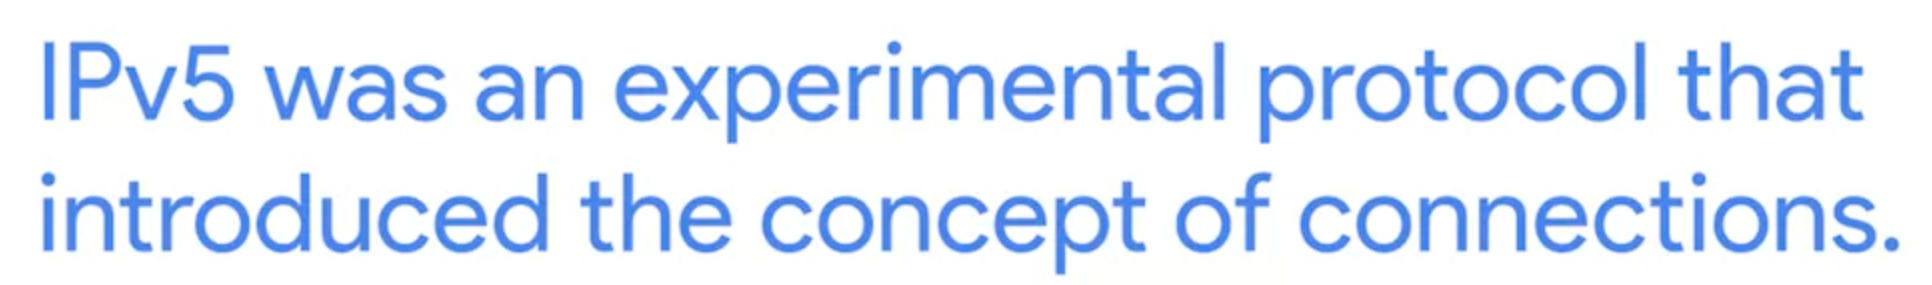 IPv5 was an experimental protocol that
introduced the concept of connections.